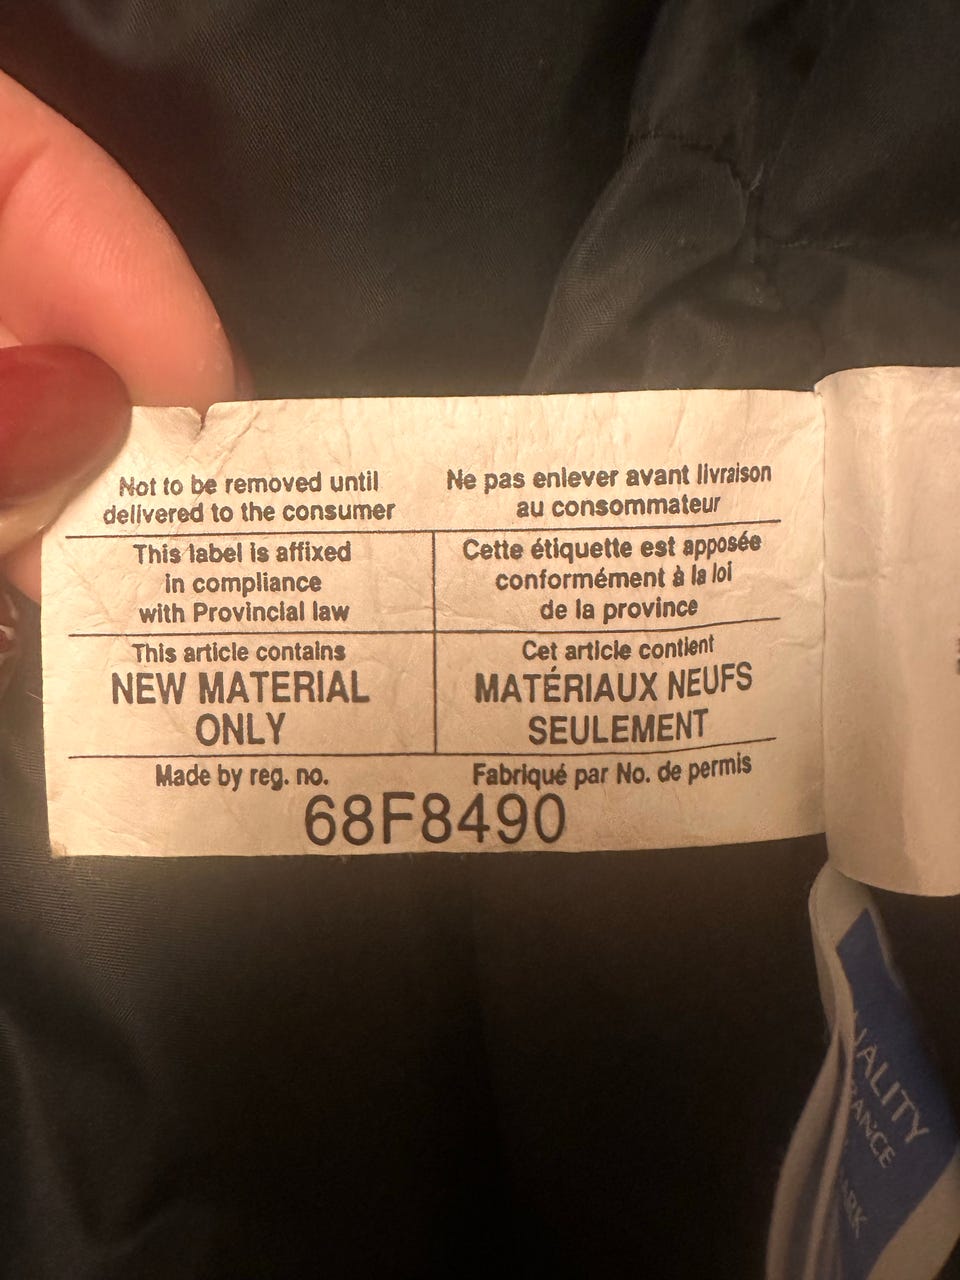 Not to be removed until
delivered to the consumer
Ne pas enlever avant livraison
au consommateur
This label is affixed
in compliance
with Provincial law
Cette étiquette est apposée
conformément à la loi
de la province
This article contains
NEW MATERIAL
ONLY
Cet article contient
MATÉRIAUX NEUFS
SEULEMENT
Made by reg. no.
Fabriqué par No. de permis
68F8490